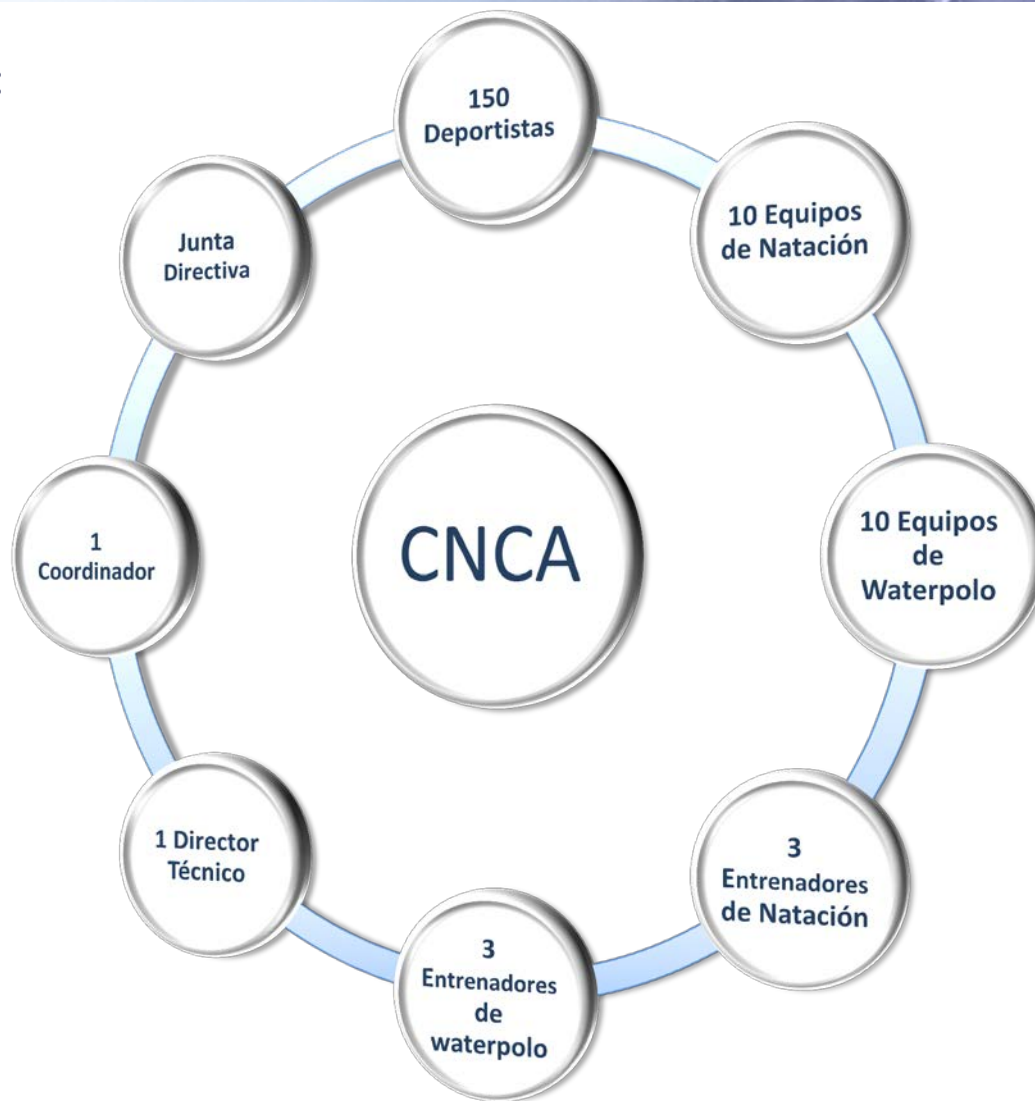 :
150
Deportistas
10 Equipos
de Natación
10 Equipos
de
Waterpolo
3
Entrenadores
de Natación
3
Entrenadores
de
waterpolo
1 Director
Técnico
1
Coordinador
Junta
Directiva
CNCA